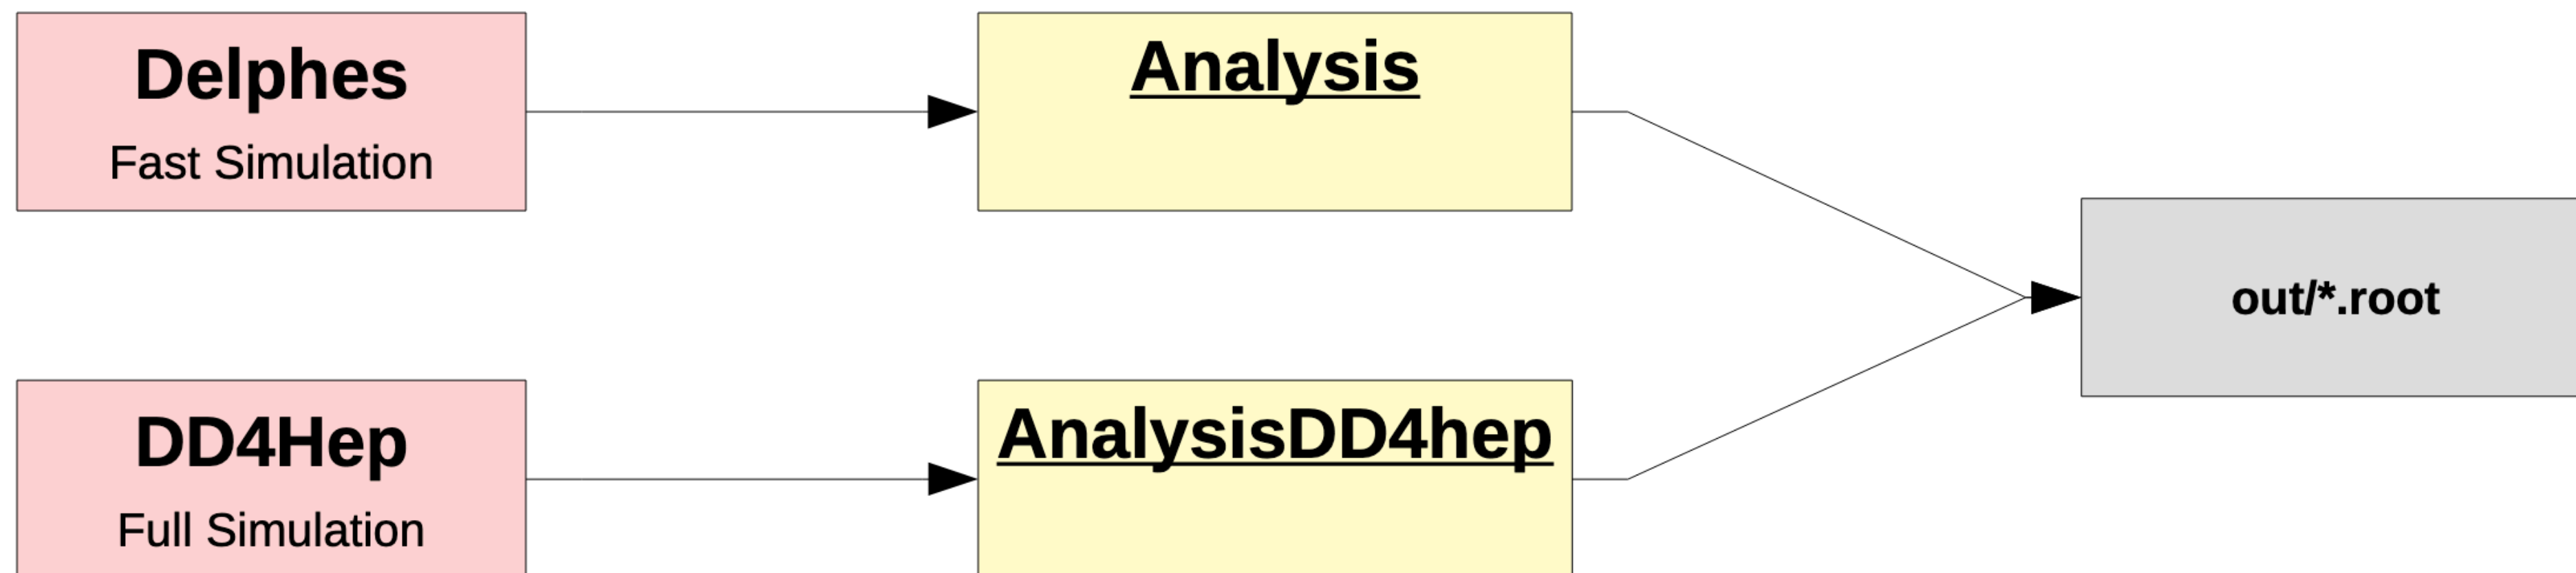 Delphes
Fast Simulation
Analysis
out/*.root
DD4Hep
Full Simulation
AnalysisDD4hep